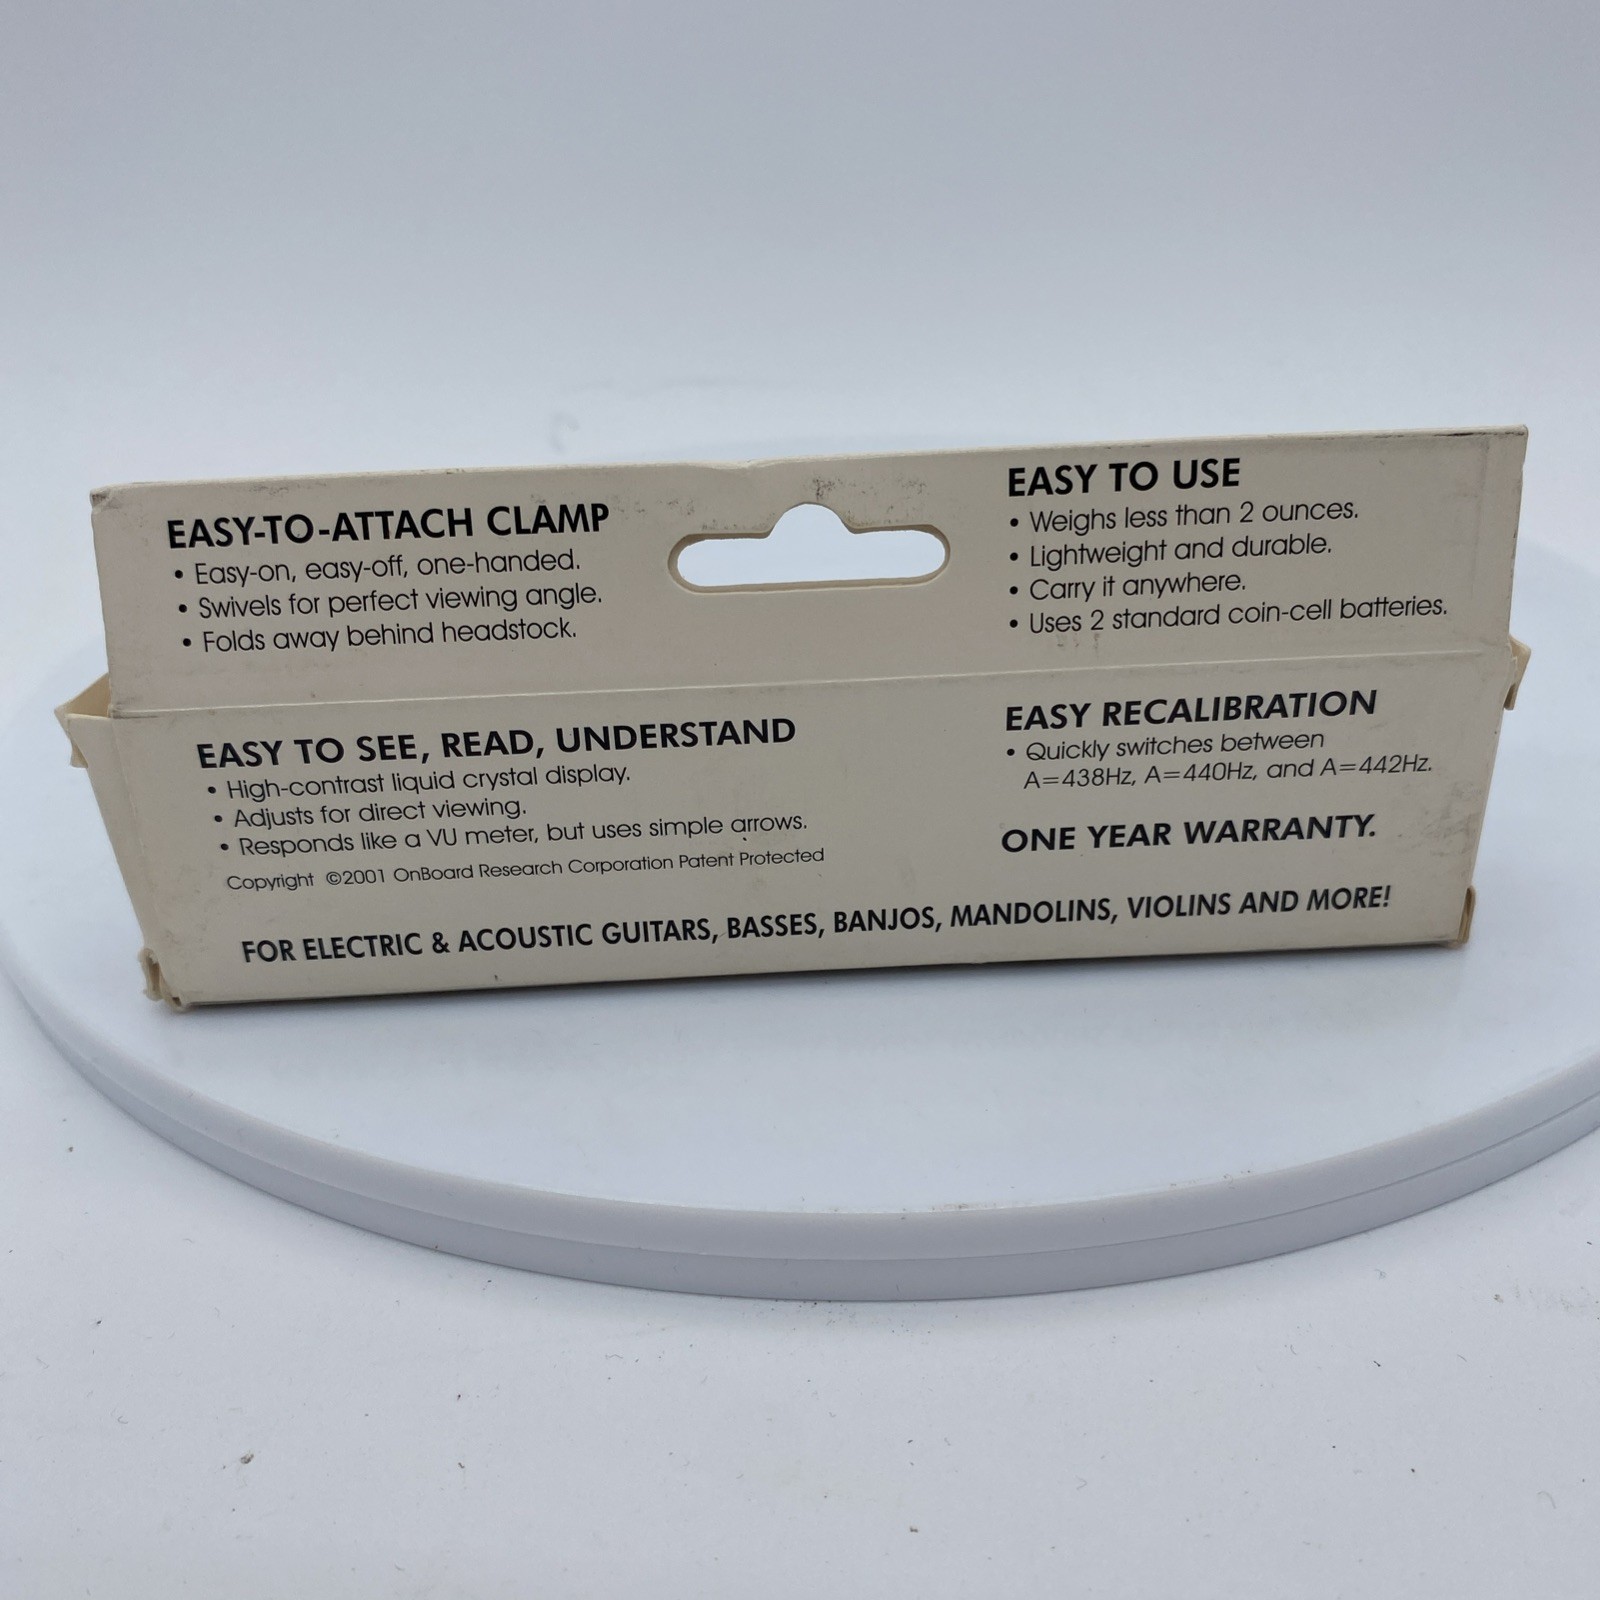 EASY-TO-ATTACH CLAMP
• Easy-on, easy-off, one-handed.
• Swivels for perfect viewing angle.
• Folds away behind headstock.
EASY TO USE
• Weighs less than 2 ounces.
• Lightweight and durable.
• Carry it anywhere.
• Uses 2 standard coin-cell batteries.
EASY TO SEE, READ, UNDERSTAND
• High-contrast liquid crystal display.
• Adjusts for direct viewing.
• Responds like a VU meter, but uses simple arrows.
Copyright ©2001 OnBoard Research Corporation Patent Protected
EASY RECALIBRATION
• Quickly switches between
A=438Hz, A=440Hz, and A=442Hz.
ONE YEAR WARRANTY.
FOR ELECTRIC & ACOUSTIC GUITARS, BASSES, BANJOS, MANDOLINS, VIOLINS AND MORE!